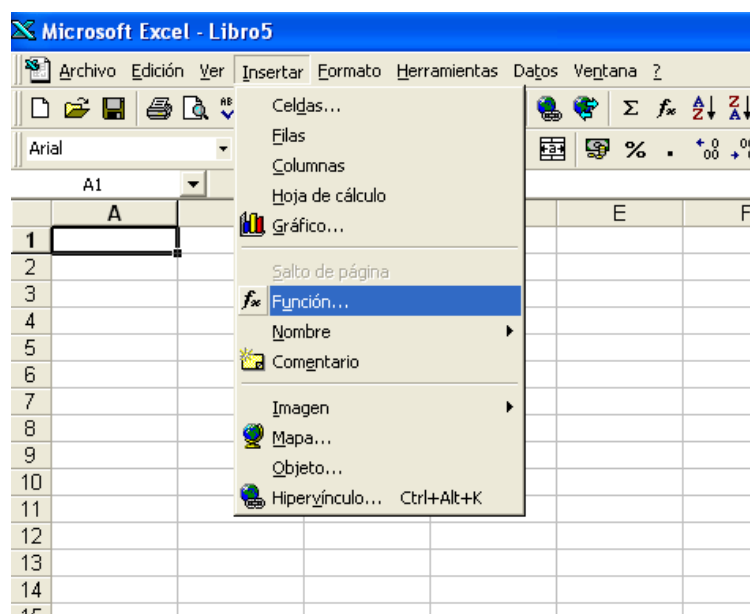 Microsoft Excel - Libro5
Archivo Edición Ver Insertar Formato Herramientas Datos Ventana ?
Arial
A1
A E F
Celdas...
Filas
Columnas
Hoja de cálculo
Gráfico...
Salto de página
Función...
Nombre
Comentario
Imagen
Mapa...
Objeto...
Hipervínculo... Ctrl+Alt+K
1
2
3
4
5
6
7
8
9
10
11
12
13
14
15